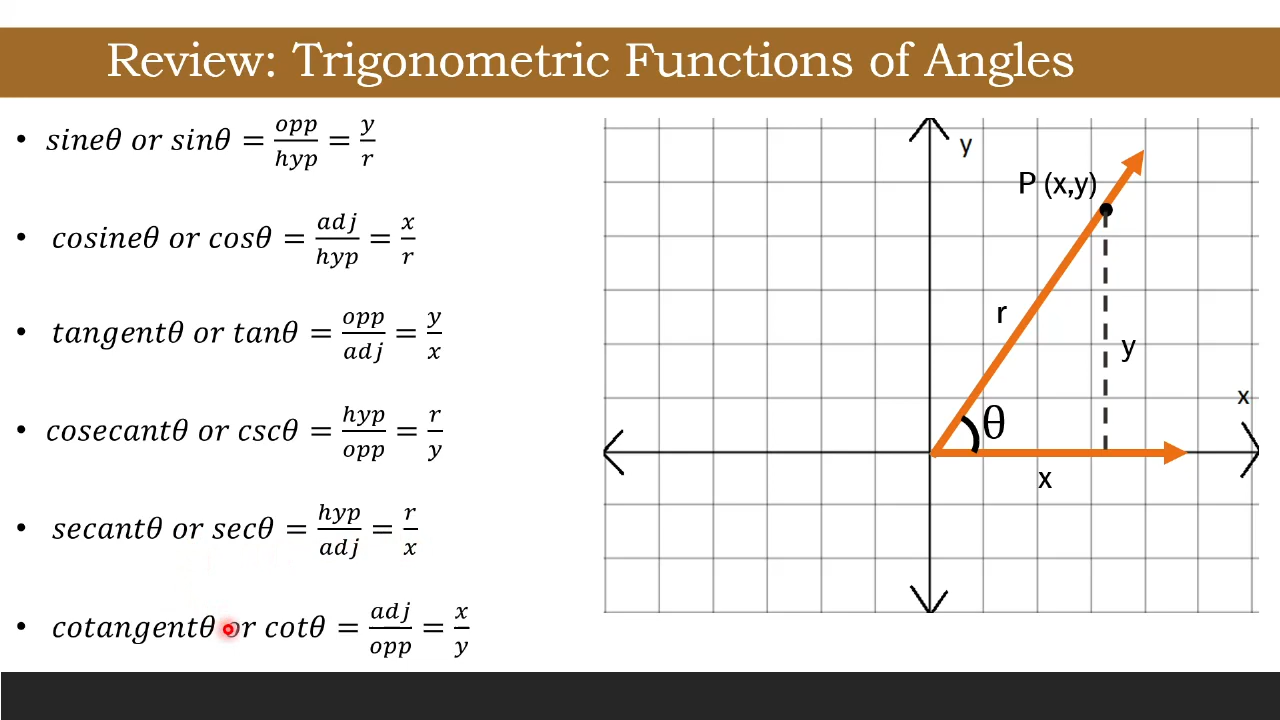 Review: Trigonometric Functions of Angles
• sineθ or sinθ = opp/hyp = y/r
• cosineθ or cosθ = adj/hyp = x/r
• tangentθ or tanθ = opp/adj = y/x
• cosecantθ or cscθ = hyp/opp = r/y
• secantθ or secθ = hyp/adj = r/x
• cotangentθ or cotθ = adj/opp = x/y
y
P (x,y)
r
y
x
θ
x